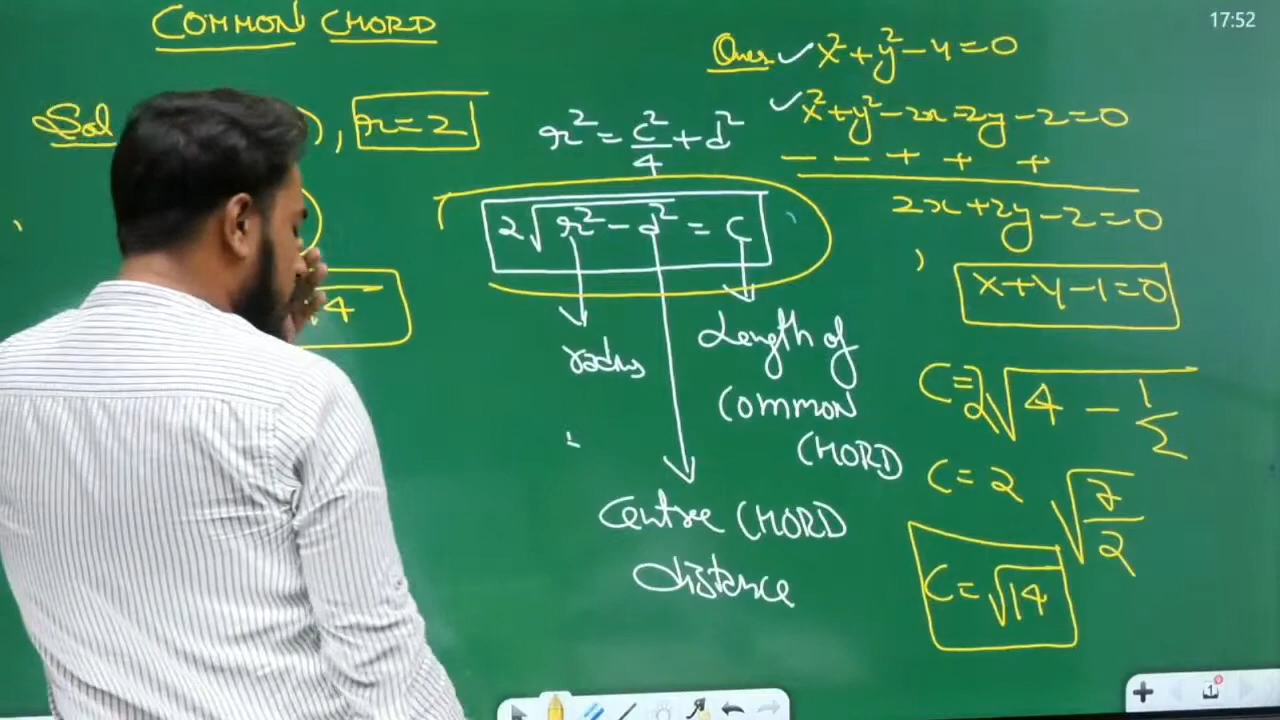 17:52
COMMON CHORD
Ques x²+y²-4=0
x²+y²-2x-2y-2=0
- - + + +
2x+2y-2=0
x+y-1=0
Sol ), r=2
√4
r²=c²/4+d²
2√r²-d² = C
radius
Length of
COMMON
CHORD
Centre CHORD
distance
C=2√4-1/2
C=2√7/2
C=√14
1